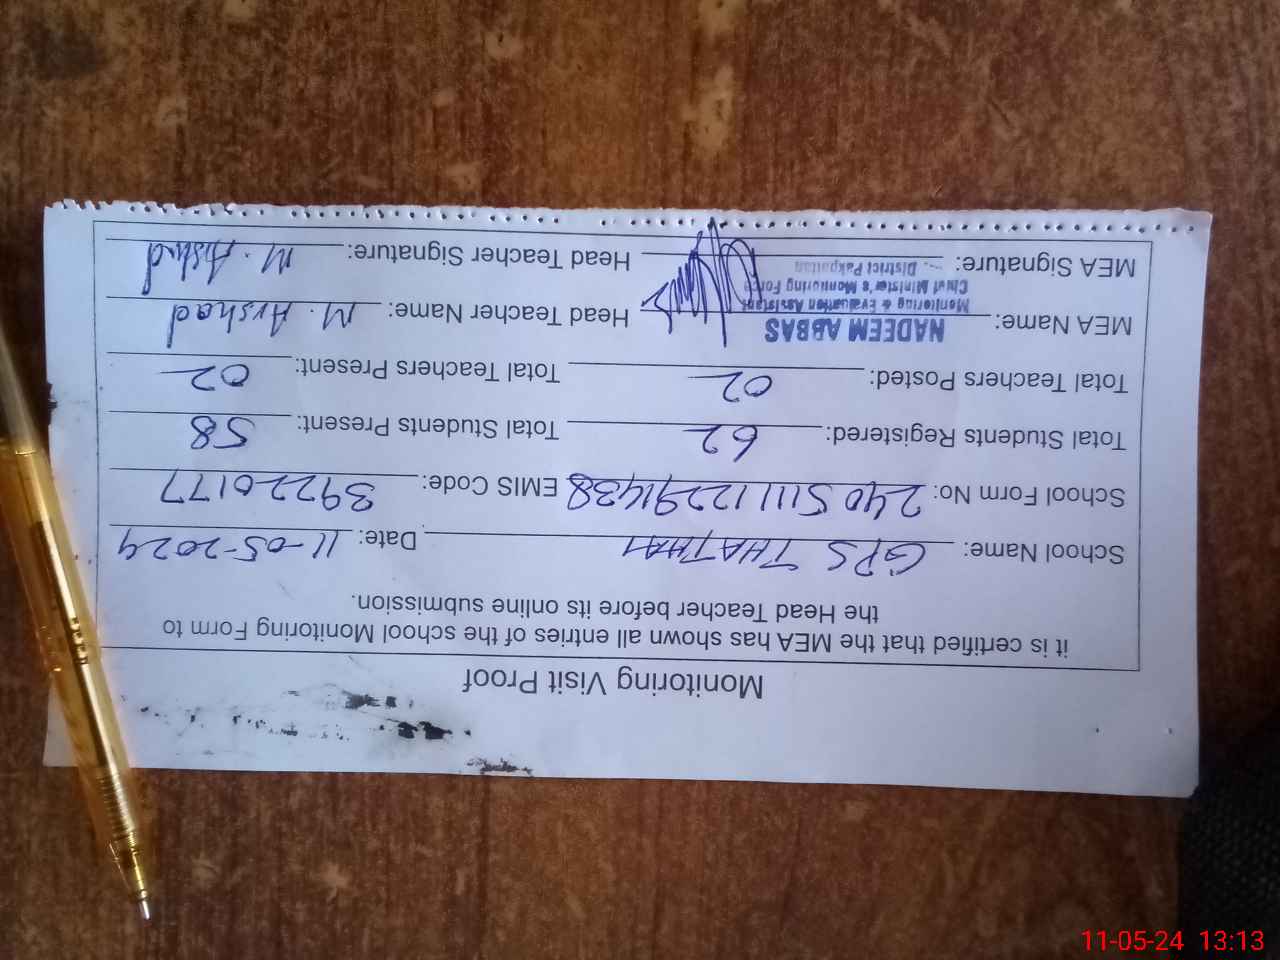 Monitoring Visit Proof
it is certified that the MEA has shown all entries of the school Monitoring Form to
the Head Teacher before its online submission.
School Name: GPS THATHAI Date: 11-05-2024
School Form No: 240511112291438 EMIS Code: 39220177
Total Students Registered: 62 Total Students Present: 58
Total Teachers Posted: 02 Total Teachers Present: 02
MEA Name: NADEEM ABBAS Head Teacher Name: M. Arshad
Monitoring & Evaluation Assistant
Chief Minister's Monitoring Force
District Pakpattan
MEA Signature: Head Teacher Signature: M. Arshad
11-05-24 13:13